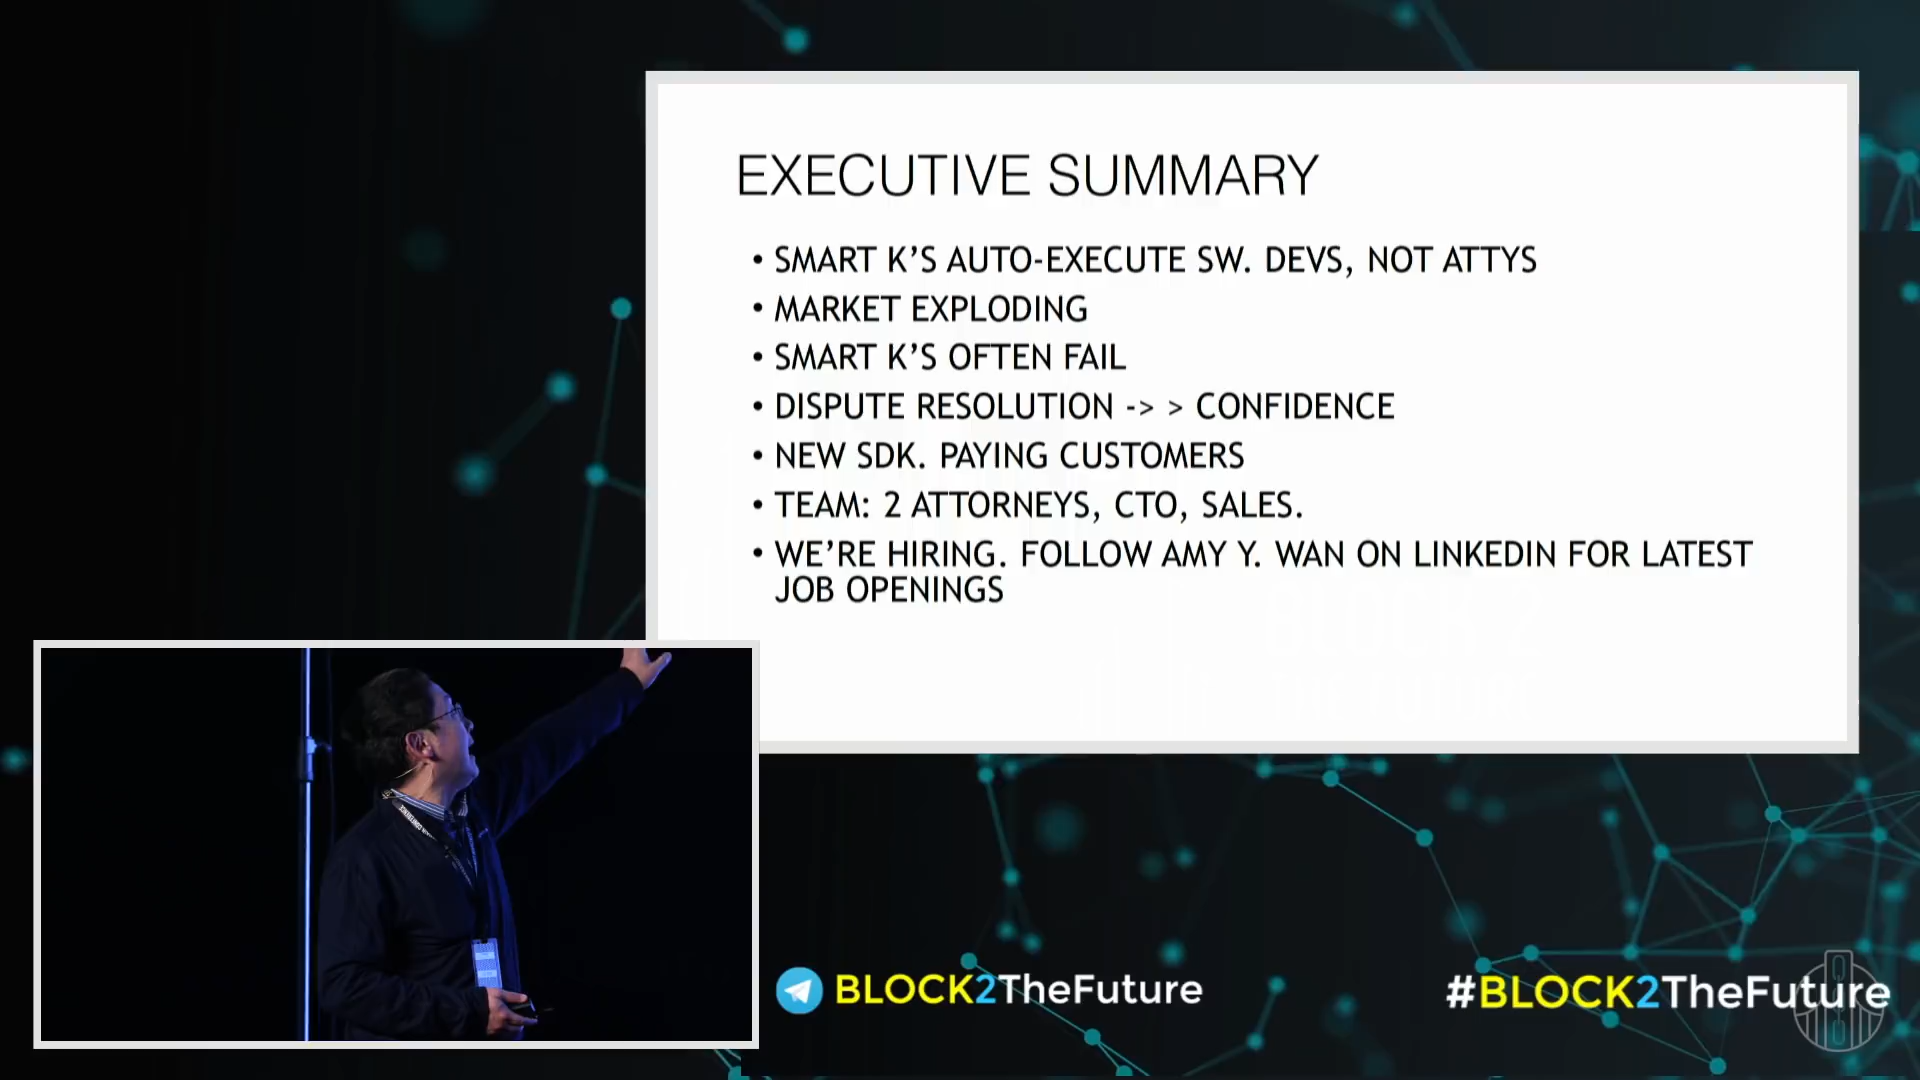 EXECUTIVE SUMMARY
• SMART K'S AUTO-EXECUTE SW. DEVS, NOT ATTYS
• MARKET EXPLODING
• SMART K'S OFTEN FAIL
• DISPUTE RESOLUTION -> > CONFIDENCE
• NEW SDK. PAYING CUSTOMERS
• TEAM: 2 ATTORNEYS, CTO, SALES.
• WE'RE HIRING. FOLLOW AMY Y. WAN ON LINKEDIN FOR LATEST
JOB OPENINGS
BLOCK2TheFuture
#BLOCK2TheFuture